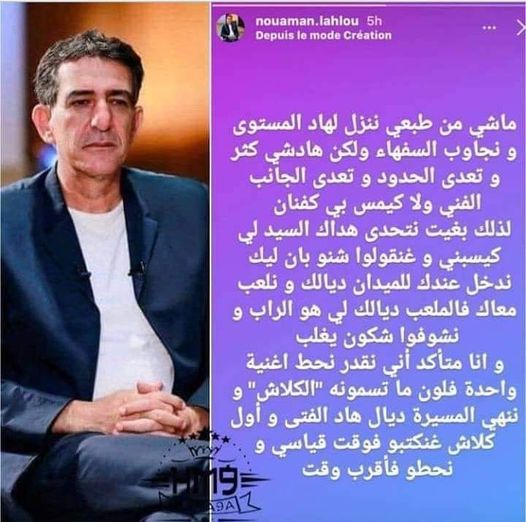 nouaman.lahlou 5h
Depuis le mode Création
ماشي من طبعي ننزل لهاد المستوى
و نجاوب السفهاء ولكن هادشي كثر
و تعدى الحدود و تعدى الجانب
الفني ولا كيمس بي كفنان
لذلك بغيت نتحدى هداك السيد لي
كيسبني و غنقولوا شنو بان ليك
ندخل عندك للميدان ديالك و نلعب
معاك فالملعب ديالك لي هو الراب و
نشوفوا شكون يغلب
و انا متأكد أني نقدر نحط اغنية
واحدة فلون ما تسمونه "الكلاش" و
ننهي المسيرة ديال هاد الفتى و أول
كلاش غنكتبو فوقت قياسي و
نحطو فأقرب وقت